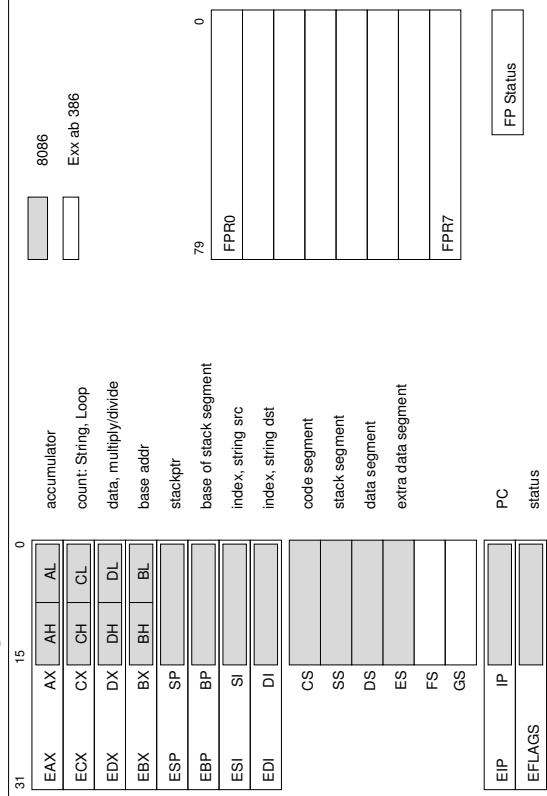 31 15 0
EAX AX AH AL accumulator
ECX CX CH CL count: String, Loop
EDX DX DH DL data, multiply/divide
EBX BX BH BL base addr
ESP SP stackptr
EBP BP base of stack segment
ESI SI index, string src
EDI DI index, string dst
CS code segment
SS stack segment
DS data segment
ES extra data segment
FS
GS
EIP IP PC
EFLAGS status
8086
Exx ab 386
79 0
FPR0
FPR7
FP Status